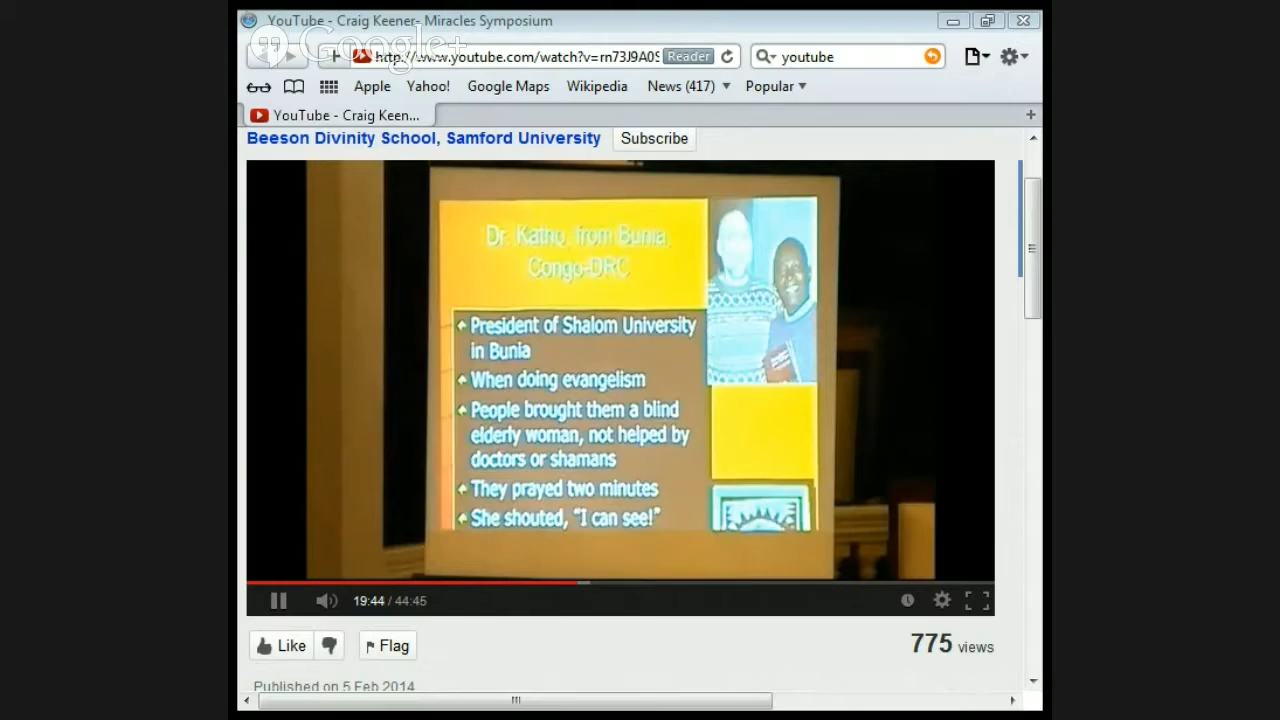 YouTube - Craig Keener- Miracles Symposium
Google+
http://www.youtube.com/watch?v=rn73J9A0S
Reader
youtube
Apple
Yahoo!
Google Maps
Wikipedia
News (417)
Popular
YouTube - Craig Keen...
Beeson Divinity School, Samford University
Subscribe
Dr. Katho, from Bunia,
Congo-DRC
President of Shalom University
in Bunia
When doing evangelism
People brought them a blind
elderly woman, not helped by
doctors or shamans
They prayed two minutes
She shouted, “I can see!”
19:44 / 44:45
Like
Flag
775 views
Published on 5 Feb 2014